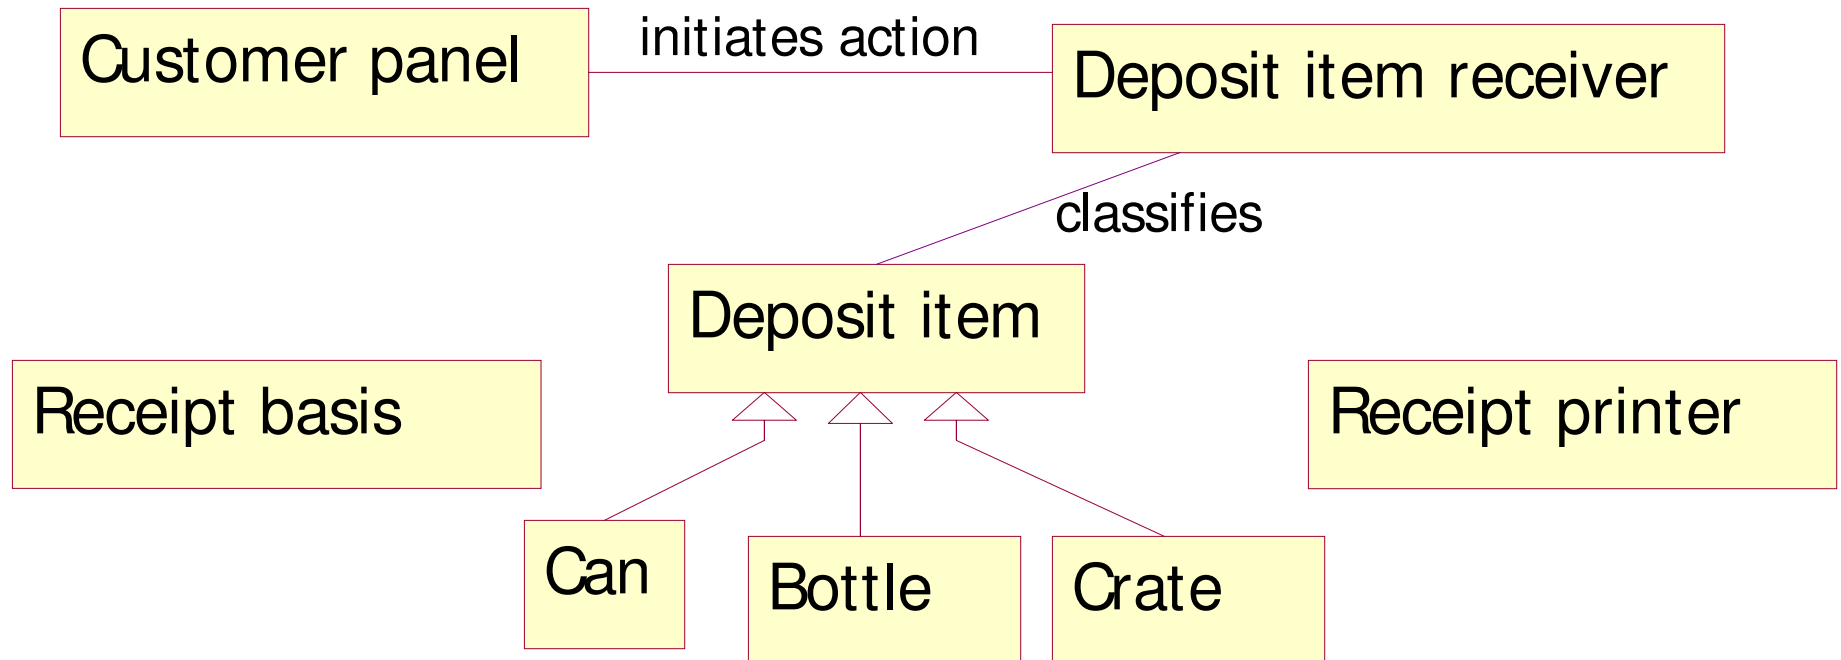 Customer panel
initiates action
Deposit item receiver
classifies
Deposit item
Receipt basis
Receipt printer
Can
Bottle
Crate